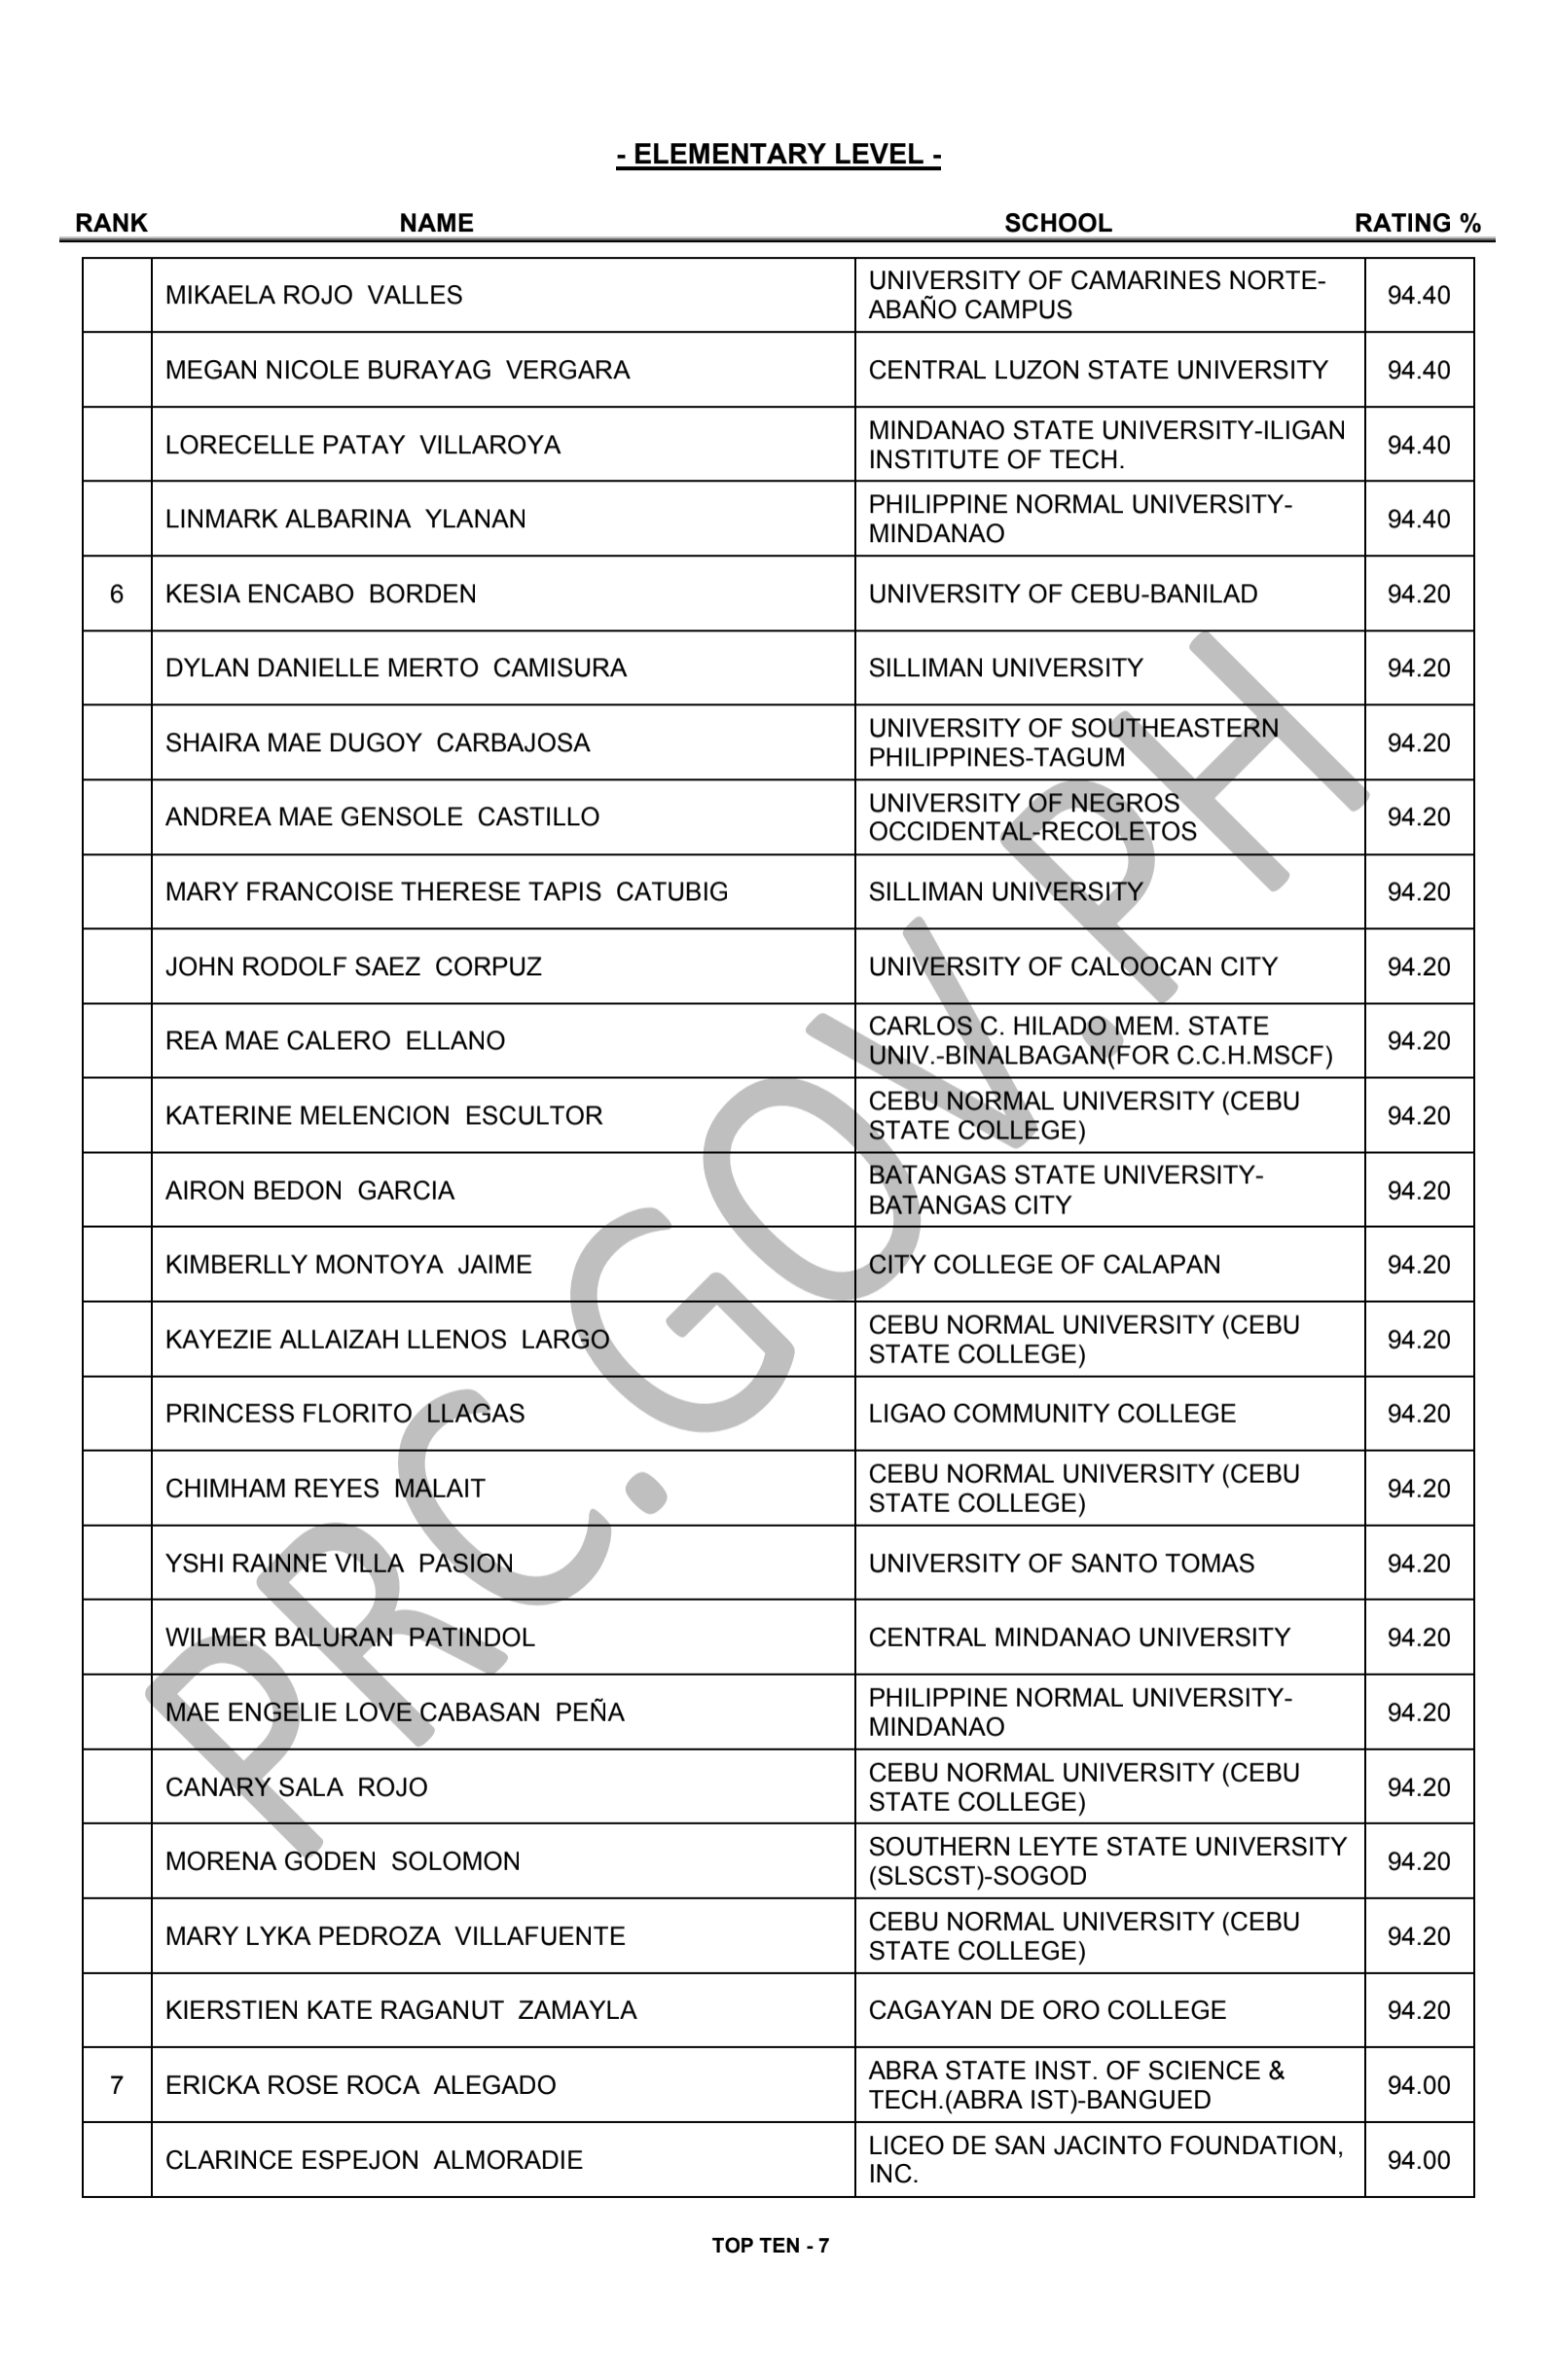 - ELEMENTARY LEVEL -
RANK NAME SCHOOL RATING %
MIKAELA ROJO  VALLES UNIVERSITY OF CAMARINES NORTE-
ABAÑO CAMPUS 94.40
MEGAN NICOLE BURAYAG  VERGARA CENTRAL LUZON STATE UNIVERSITY 94.40
LORECELLE PATAY  VILLAROYA MINDANAO STATE UNIVERSITY-ILIGAN
INSTITUTE OF TECH. 94.40
LINMARK ALBARINA  YLANAN PHILIPPINE NORMAL UNIVERSITY-
MINDANAO 94.40
6 KESIA ENCABO  BORDEN UNIVERSITY OF CEBU-BANILAD 94.20
DYLAN DANIELLE MERTO  CAMISURA SILLIMAN UNIVERSITY 94.20
SHAIRA MAE DUGOY  CARBAJOSA UNIVERSITY OF SOUTHEASTERN
PHILIPPINES-TAGUM 94.20
ANDREA MAE GENSOLE  CASTILLO UNIVERSITY OF NEGROS
OCCIDENTAL-RECOLETOS 94.20
MARY FRANCOISE THERESE TAPIS  CATUBIG SILLIMAN UNIVERSITY 94.20
JOHN RODOLF SAEZ  CORPUZ UNIVERSITY OF CALOOCAN CITY 94.20
REA MAE CALERO  ELLANO CARLOS C. HILADO MEM. STATE
UNIV.-BINALBAGAN(FOR C.C.H.MSCF) 94.20
KATERINE MELENCION  ESCULTOR CEBU NORMAL UNIVERSITY (CEBU
STATE COLLEGE) 94.20
AIRON BEDON  GARCIA BATANGAS STATE UNIVERSITY-
BATANGAS CITY 94.20
KIMBERLLY MONTOYA  JAIME CITY COLLEGE OF CALAPAN 94.20
KAYEZIE ALLAIZAH LLENOS  LARGO CEBU NORMAL UNIVERSITY (CEBU
STATE COLLEGE) 94.20
PRINCESS FLORITO  LLAGAS LIGAO COMMUNITY COLLEGE 94.20
CHIMHAM REYES  MALAIT CEBU NORMAL UNIVERSITY (CEBU
STATE COLLEGE) 94.20
YSHI RAINNE VILLA  PASION UNIVERSITY OF SANTO TOMAS 94.20
WILMER BALURAN  PATINDOL CENTRAL MINDANAO UNIVERSITY 94.20
MAE ENGELIE LOVE CABASAN  PEÑA PHILIPPINE NORMAL UNIVERSITY-
MINDANAO 94.20
CANARY SALA  ROJO CEBU NORMAL UNIVERSITY (CEBU
STATE COLLEGE) 94.20
MORENA GODEN  SOLOMON SOUTHERN LEYTE STATE UNIVERSITY
(SLSCST)-SOGOD 94.20
MARY LYKA PEDROZA  VILLAFUENTE CEBU NORMAL UNIVERSITY (CEBU
STATE COLLEGE) 94.20
KIERSTIEN KATE RAGANUT  ZAMAYLA CAGAYAN DE ORO COLLEGE 94.20
7 ERICKA ROSE ROCA  ALEGADO ABRA STATE INST. OF SCIENCE &
TECH.(ABRA IST)-BANGUED 94.00
CLARINCE ESPEJON  ALMORADIE LICEO DE SAN JACINTO FOUNDATION,
INC. 94.00
TOP TEN - 7
PRC.GOV.PH